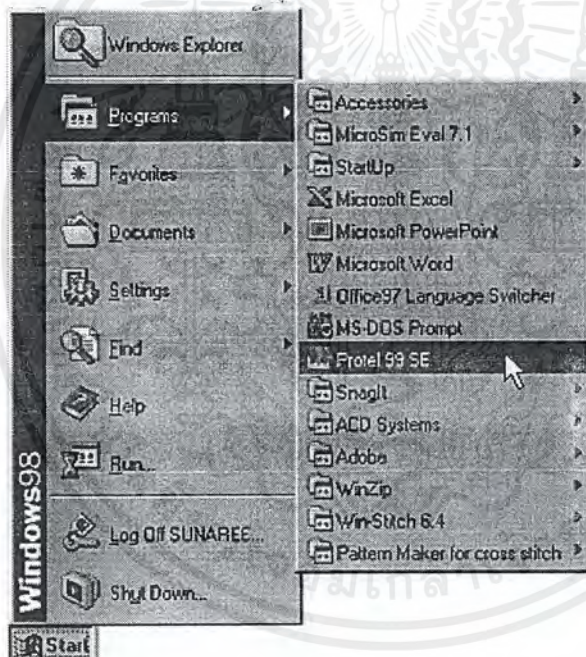 Windows Explorer
Programs
Favorites
Documents
Settings
Find
Help
Run...
Log Off SUNAREE...
Shut Down...
Windows98
Start
Accessories
MicroSim Eval 7.1
StartUp
Microsoft Excel
Microsoft PowerPoint
Microsoft Word
Office97 Language Switcher
MS-DOS Prompt
Protel 99 SE
SnagIt
ACD Systems
Adobe
WinZip
Win-Stitch 6.4
Pattern Maker for cross stitch